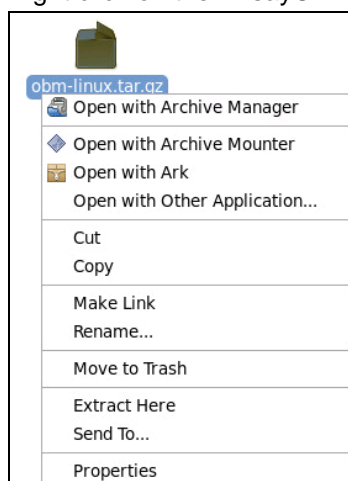 obm-linux.tar.gz
Open with Archive Manager
Open with Archive Mounter
Open with Ark
Open with Other Application...
Cut
Copy
Make Link
Rename...
Move to Trash
Extract Here
Send To...
Properties